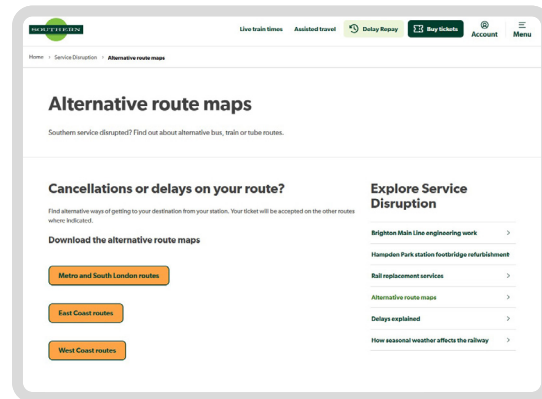 SOUTHERN
Live train times
Assisted travel
Delay Repay
Buy tickets
Account
Menu
Home › Service Disruption › Alternative route maps
Alternative route maps
Southern service disrupted? Find out about alternative bus, train or tube routes.
Cancellations or delays on your route?
Find alternative ways of getting to your destination from your station. Your ticket will be accepted on the other routes
where indicated.
Download the alternative route maps
Metro and South London routes
East Coast routes
West Coast routes
Explore Service
Disruption
Brighton Main Line engineering work
Hampden Park station footbridge refurbishment
Rail replacement services
Alternative route maps
Delays explained
How seasonal weather affects the railway